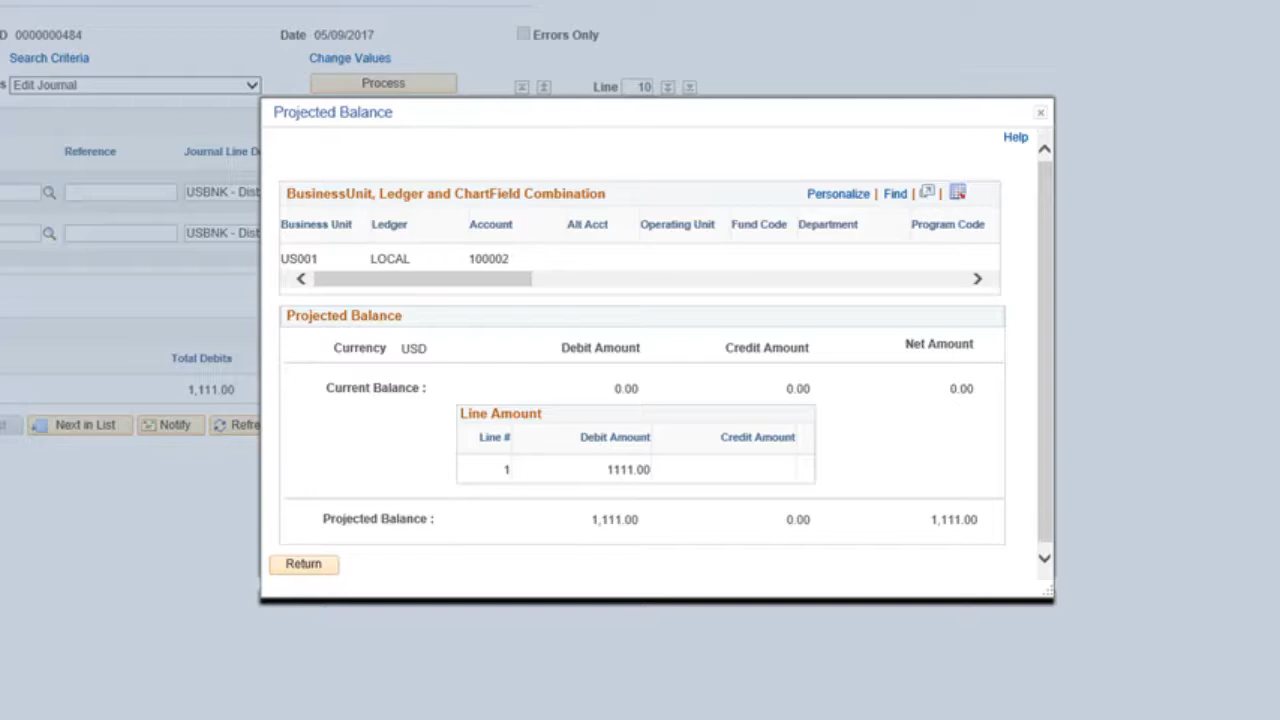 D 0000000484 Date 05/09/2017 Errors Only
Search Criteria Change Values
s Edit Journal Process Line 10
Projected Balance
Help
Reference Journal Line D
BusinessUnit, Ledger and ChartField Combination Personalize | Find | |
USBNK - Dist
Business Unit Ledger Account Alt Acct Operating Unit Fund Code Department Program Code
USBNK - Dist
US001 LOCAL 100002
Projected Balance
Currency USD Debit Amount Credit Amount Net Amount
Total Debits
Current Balance : 0.00 0.00 0.00
1,111.00
Line Amount
Next in List Notify Refre
Line # Debit Amount Credit Amount
1 1111.00
Projected Balance : 1,111.00 0.00 1,111.00
Return